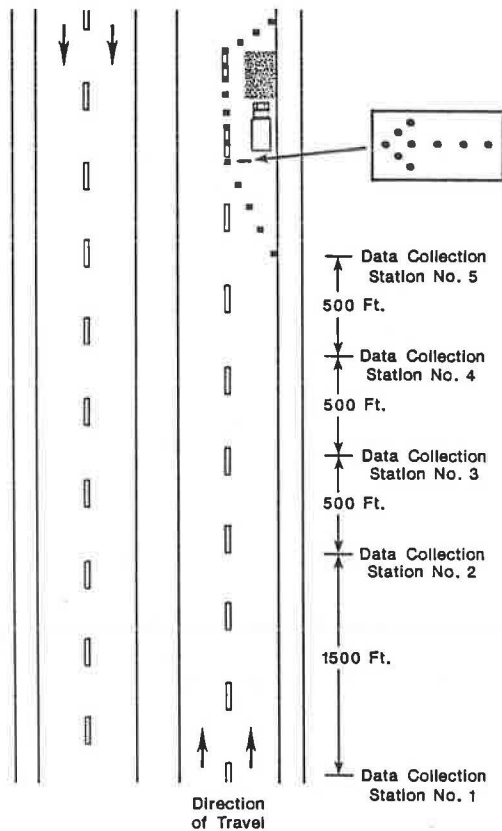 Data Collection
Station No. 5
500 Ft.
Data Collection
Station No. 4
500 Ft.
Data Collection
Station No. 3
500 Ft.
Data Collection
Station No. 2
1500 Ft.
Data Collection
Station No. 1
Direction
of Travel